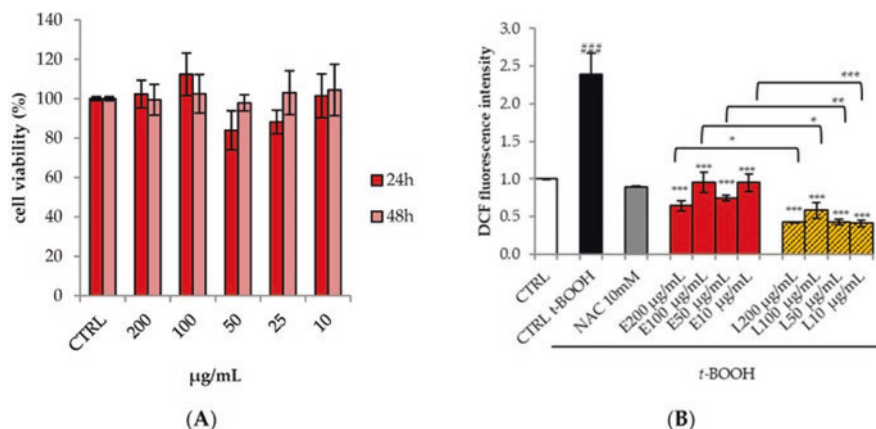 140
120
100
80
60
40
20
0
cell viability (%)
CTRL
200
100
50
25
10
µg/mL
24h
48h
(A)
3.0
2.5
2.0
1.5
1.0
0.5
0.0
DCF fluorescence intensity
###
***
**
*
*
*** *** *** ***
*** *** *** ***
CTRL
CTRL t-BOOH
NAC 10mM
E200 µg/mL
E100 µg/mL
E50 µg/mL
E10 µg/mL
L200 µg/mL
L100 µg/mL
L50 µg/mL
L10 µg/mL
t-BOOH
(B)